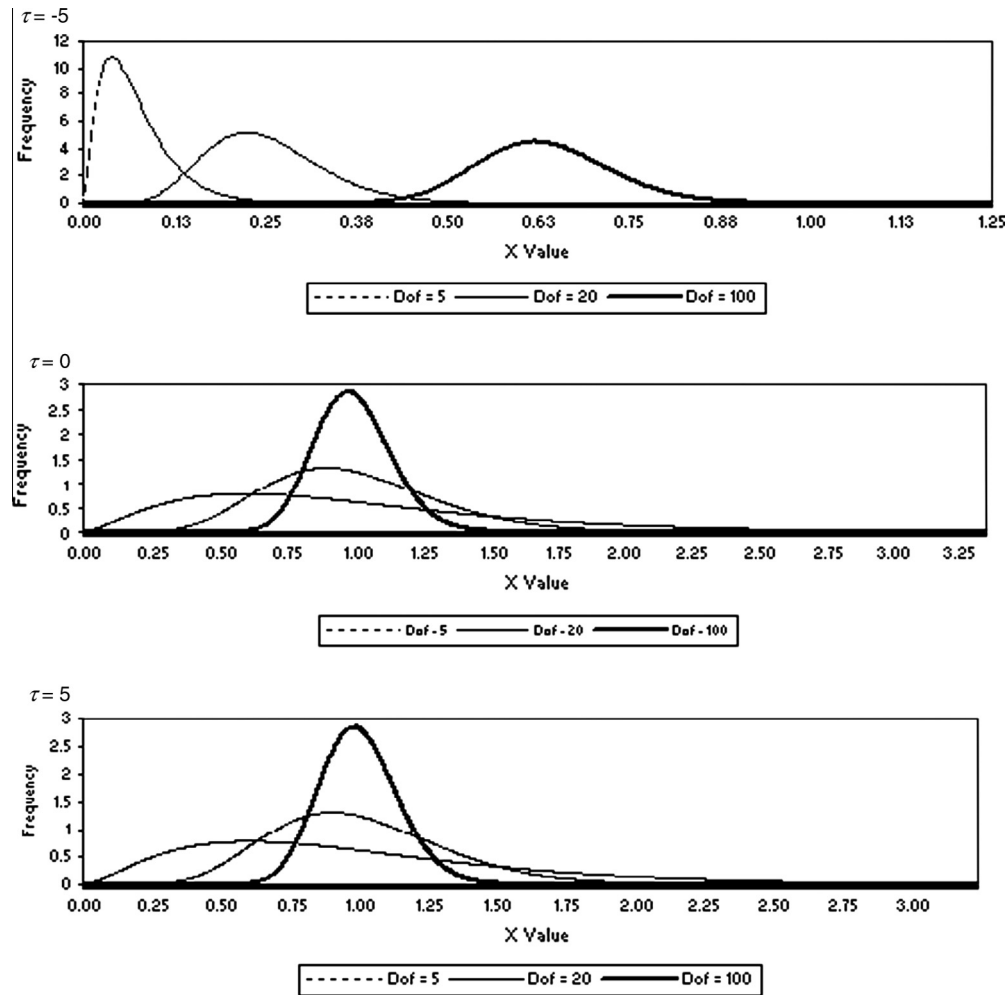 τ = -5
12
10
8
6
4
2
0
Frequency
0.00 0.13 0.25 0.38 0.50 0.63 0.75 0.88 1.00 1.13 1.25
X Value
Dof = 5 Dof = 20 Dof = 100
τ = 0
3
2.5
2
1.5
1
0.5
0
Frequency
0.00 0.25 0.50 0.75 1.00 1.25 1.50 1.75 2.00 2.25 2.50 2.75 3.00 3.25
X Value
Dof - 5 Dof - 20 Dof - 100
τ = 5
3
2.5
2
1.5
1
0.5
0
Frequency
0.00 0.25 0.50 0.75 1.00 1.25 1.50 1.75 2.00 2.25 2.50 2.75 3.00
X Value
Dof = 5 Dof = 20 Dof = 100